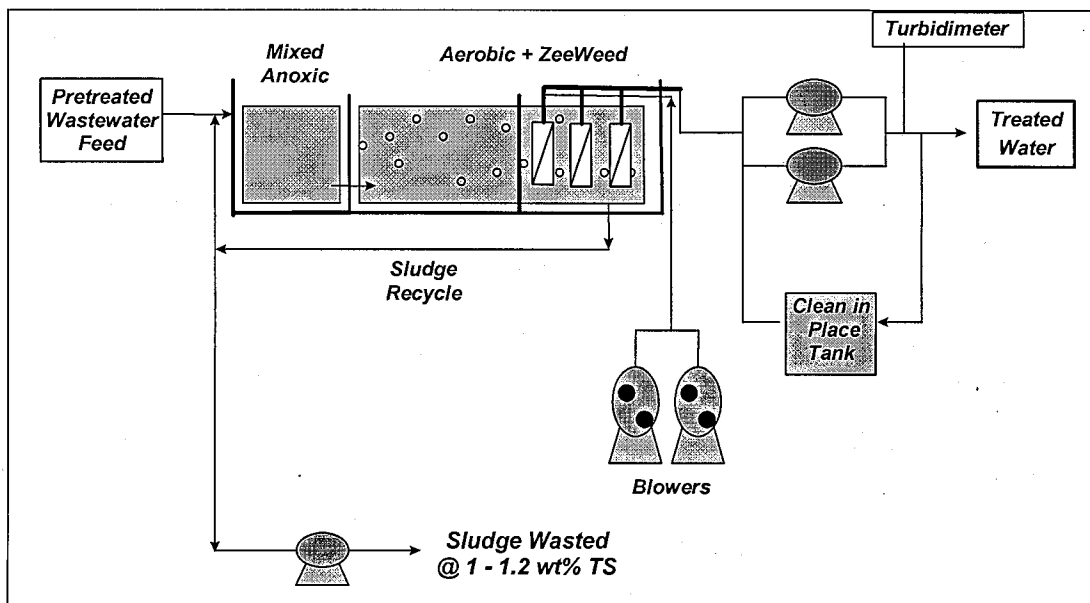 Turbidimeter
Mixed
Anoxic
Aerobic + ZeeWeed
Pretreated
Wastewater
Feed
Treated
Water
Sludge
Recycle
Clean in
Place
Tank
Blowers
Sludge Wasted
@ 1 - 1.2 wt% TS